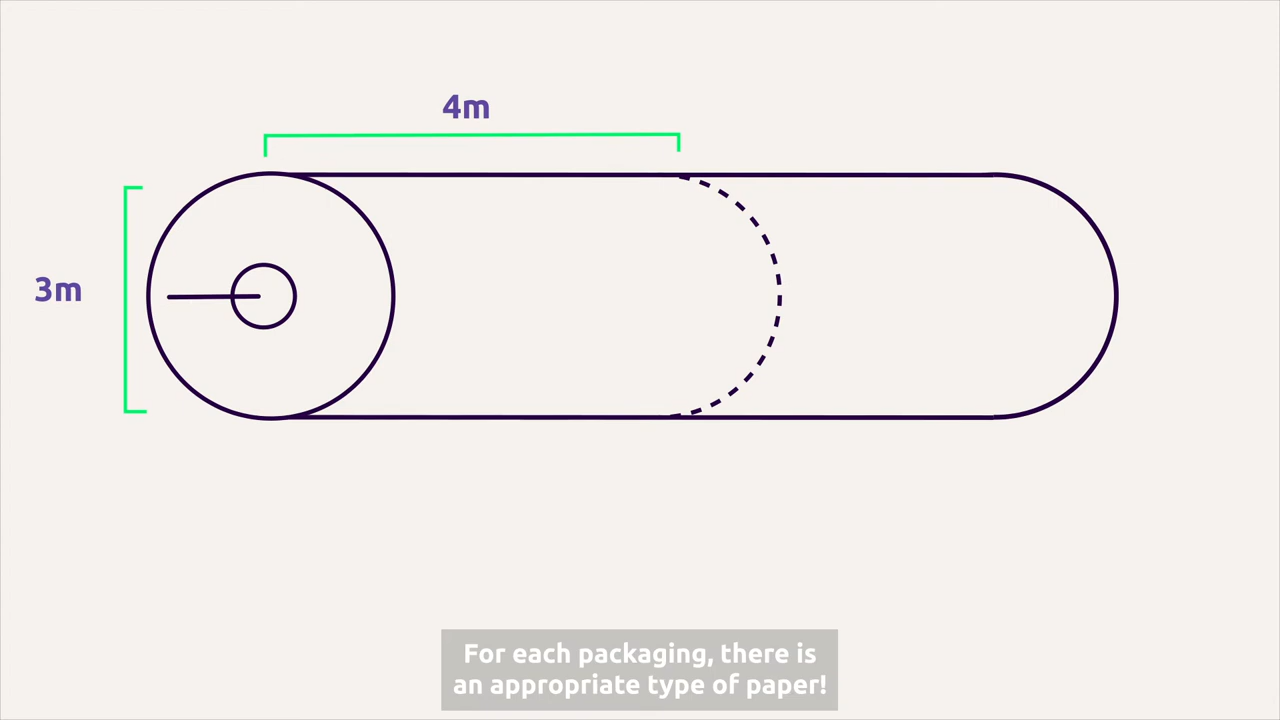 4m
3m
For each packaging, there is
an appropriate type of paper!